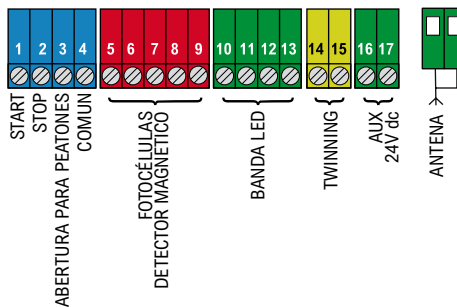 1 2 3 4 5 6 7 8 9 10 11 12 13 14 15 16 17
START
STOP
ABERTURA PARA PEATONES
COMUN
FOTOCÉLULAS
DETECTOR MAGNETICO
BANDA LED
TWINNING
AUX
24V dc
ANTENA